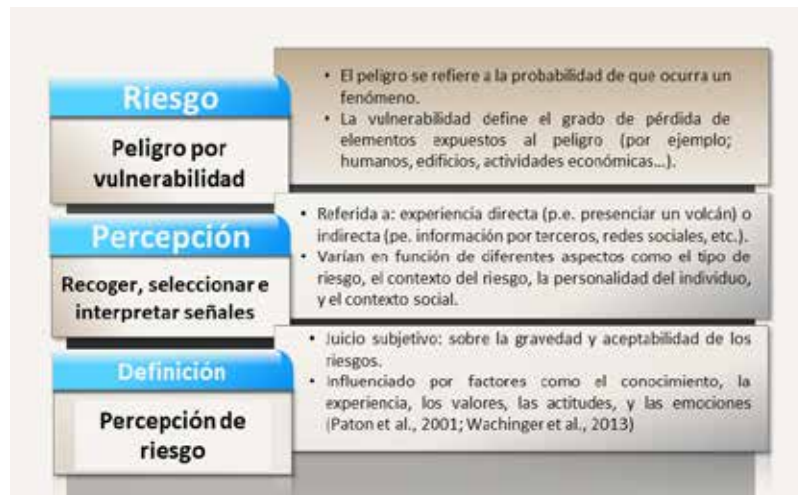 Riesgo
Peligro por
vulnerabilidad
• El peligro se refiere a la probabilidad de que ocurra un
fenómeno.
• La vulnerabilidad define el grado de pérdida de
elementos expuestos al peligro (por ejemplo;
humanos, edificios, actividades económicas...).
Percepción
Recoger, seleccionar e
interpretar señales
• Referida a: experiencia directa (p.e. presenciar un volcán) o
indirecta (pe. información por terceros, redes sociales, etc.).
• Varían en función de diferentes aspectos como el tipo de
riesgo, el contexto del riesgo, la personalidad del individuo,
y el contexto social.
Definición
Percepción de
riesgo
• Juicio subjetivo: sobre la gravedad y aceptabilidad de los
riesgos.
• Influenciado por factores como el conocimiento, la
experiencia, los valores, las actitudes, y las emociones
(Paton et al., 2001; Wachinger et al., 2013)